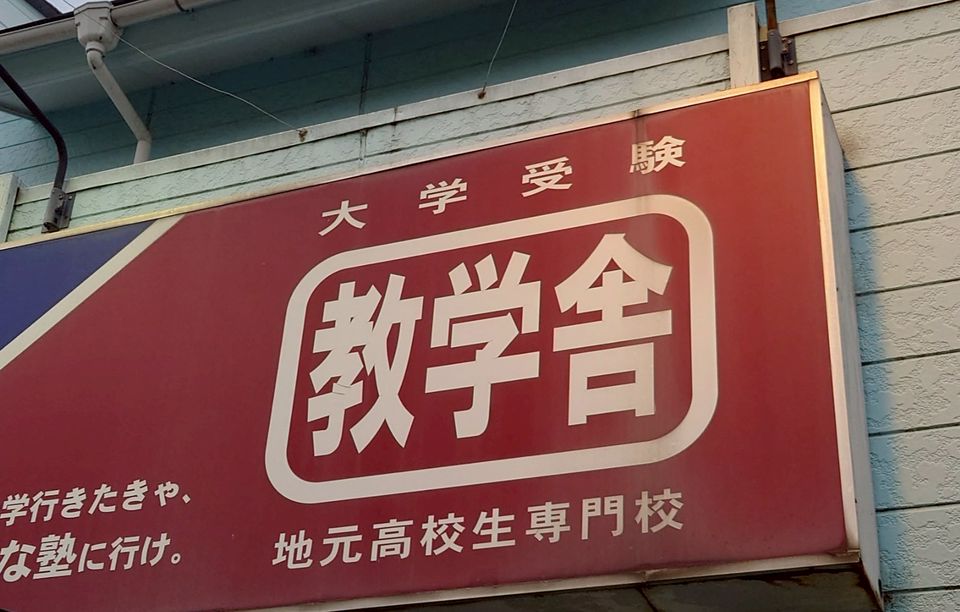 大学受験
教学舎
地元高校生専門校
学行きたきゃ、
な塾に行け。